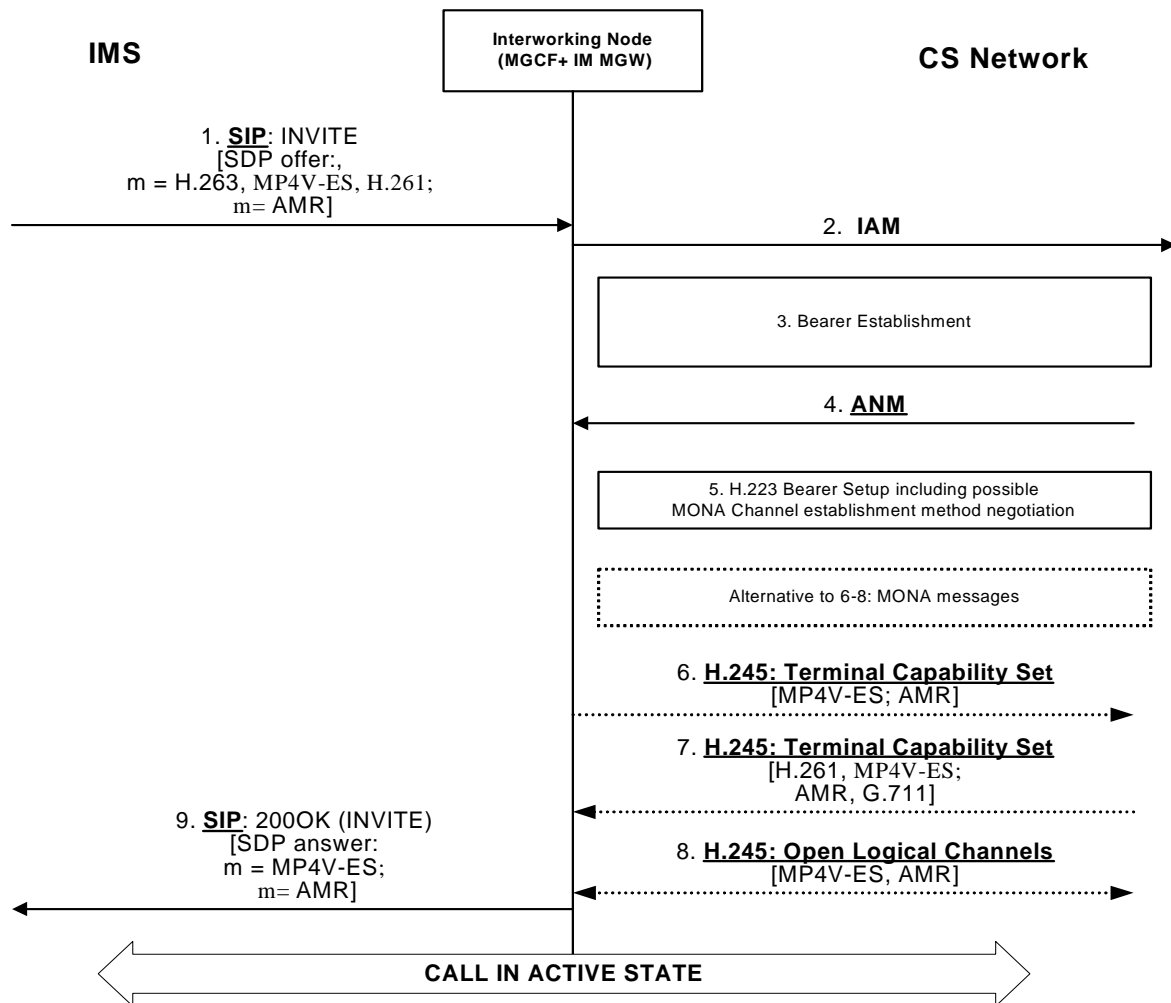 Interworking Node
(MGCF+ IM MGW)
IMS
CS Network
1. SIP: INVITE
[SDP offer:,
m = H.263, MP4V-ES, H.261;
m= AMR]
2. IAM
3. Bearer Establishment
4. ANM
5. H.223 Bearer Setup including possible
MONA Channel establishment method negotiation
Alternative to 6-8: MONA messages
6. H.245: Terminal Capability Set
[MP4V-ES; AMR]
7. H.245: Terminal Capability Set
[H.261, MP4V-ES;
AMR, G.711]
9. SIP: 200OK (INVITE)
[SDP answer:
m = MP4V-ES;
m= AMR]
8. H.245: Open Logical Channels
[MP4V-ES, AMR]
CALL IN ACTIVE STATE